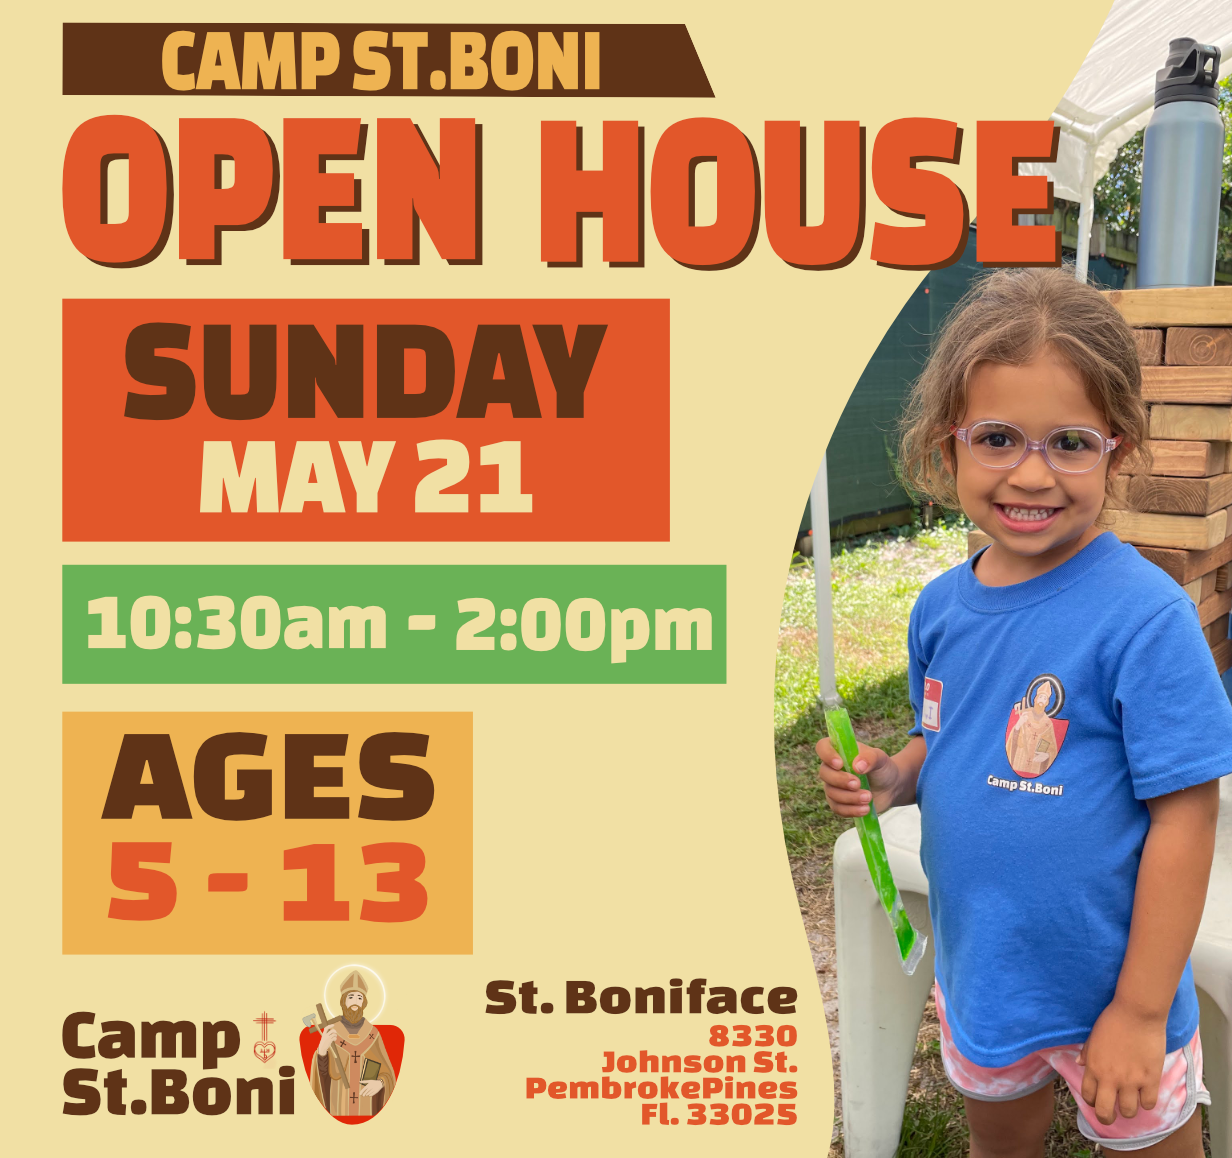 CAMP ST.BONI
OPEN HOUSE
SUNDAY
MAY 21
10:30am - 2:00pm
AGES
5 - 13
Camp
St.Boni
St. Boniface
8330
Johnson St.
PembrokePines
Fl. 33025
Camp St.Boni